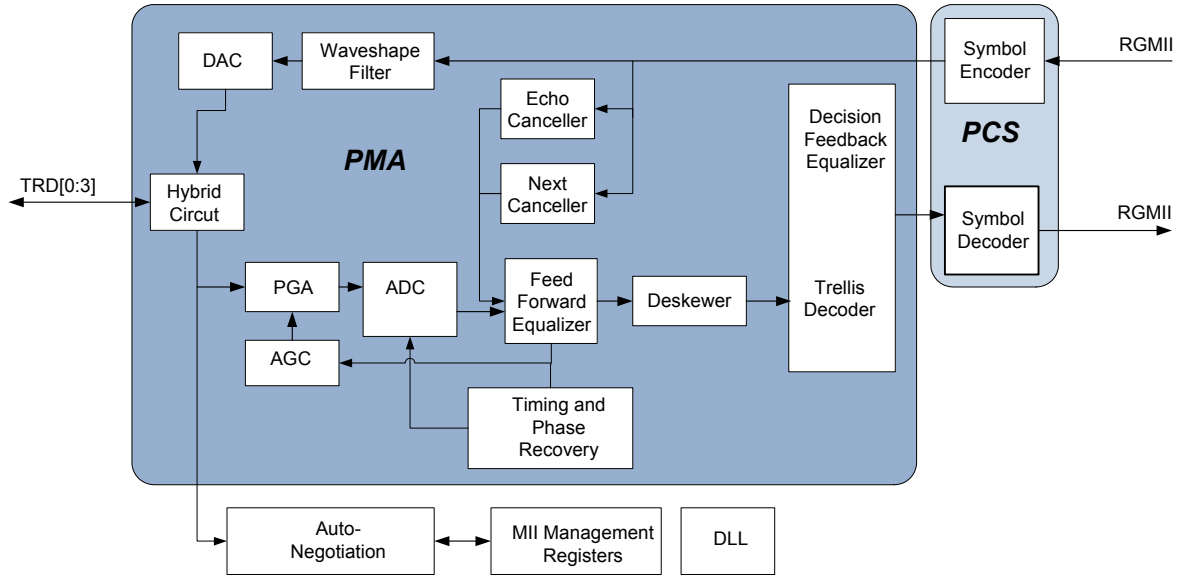 DAC
Waveshape
Filter
Symbol
Encoder
RGMII
Echo
Canceller
Decision
Feedback
Equalizer
PMA
PCS
TRD[0:3]
Hybrid
Circut
Next
Canceller
Symbol
Decoder
RGMII
PGA
ADC
Feed
Forward
Equalizer
Deskewer
Trellis
Decoder
AGC
Timing and
Phase
Recovery
Auto-
Negotiation
MII Management
Registers
DLL